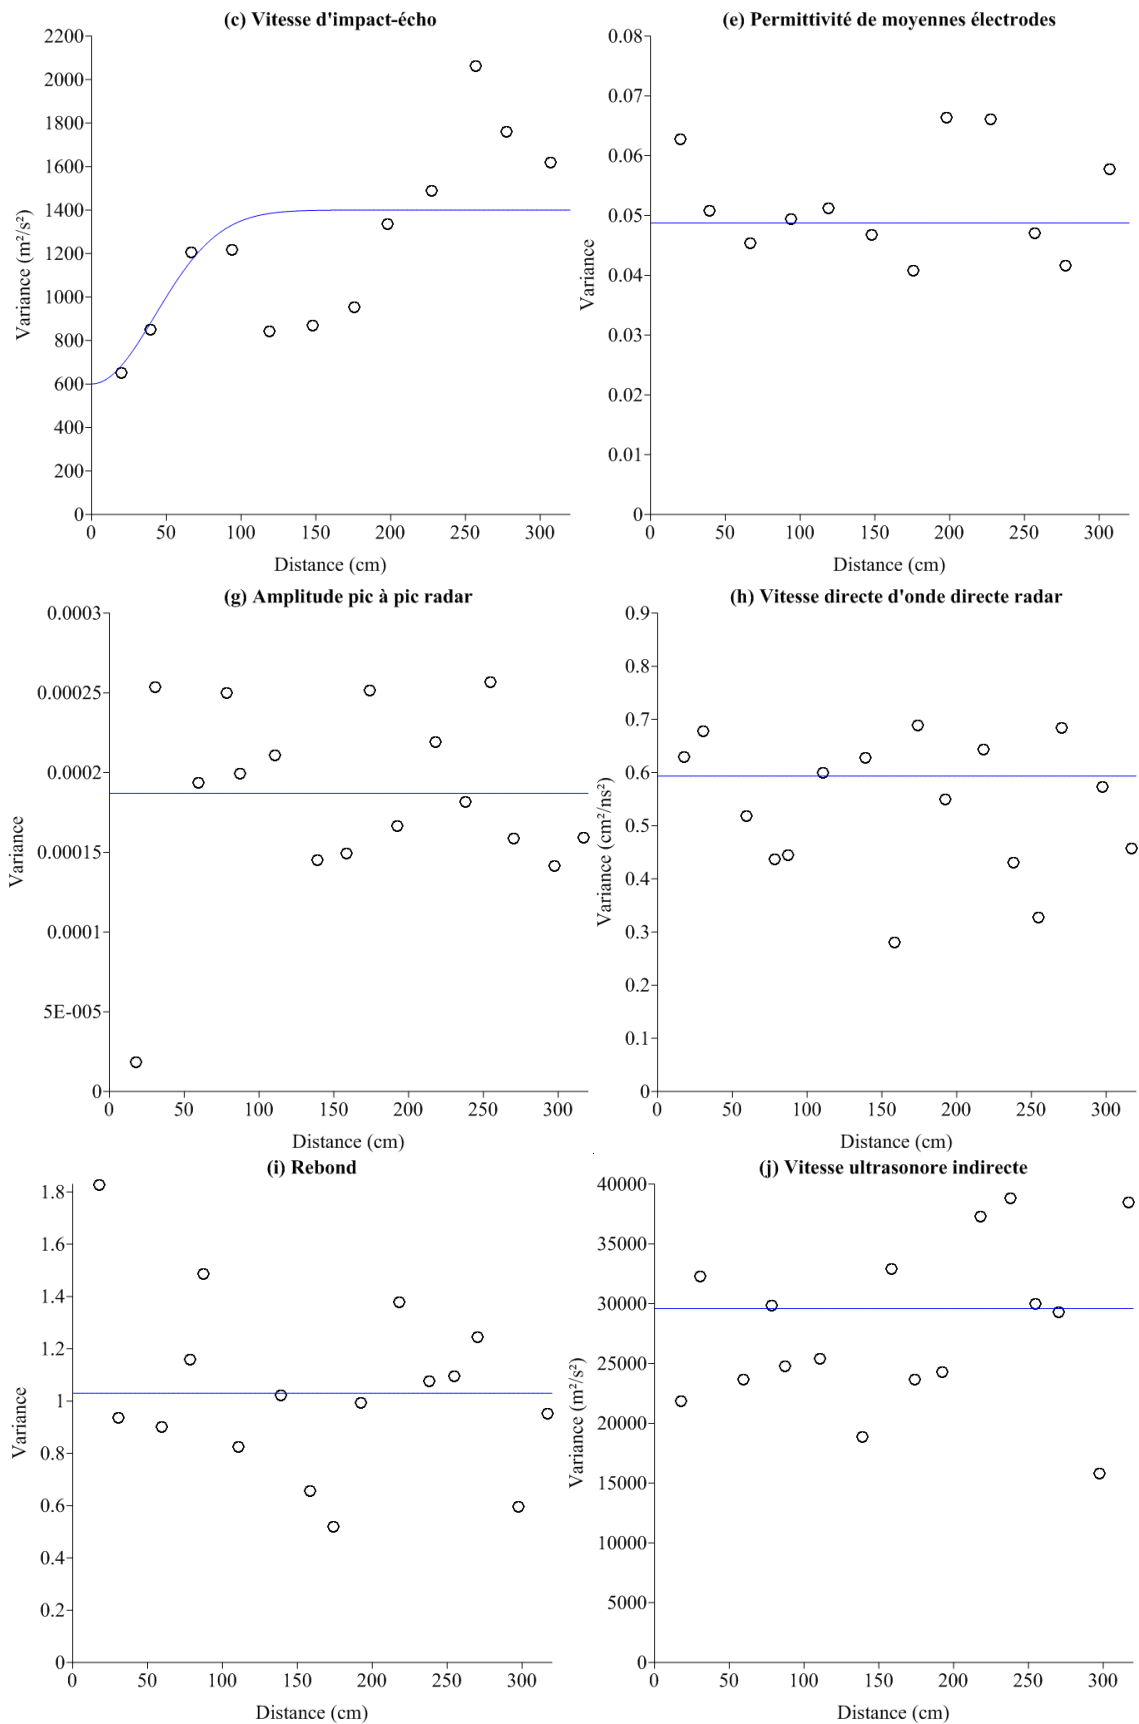 (c) Vitesse d'impact-écho
2200
2000
1800
1600
1400
1200
1000
800
600
400
200
0
Variance (m²/s²)
0 50 100 150 200 250 300
Distance (cm)
(e) Permittivité de moyennes électrodes
0.08
0.07
0.06
0.05
0.04
0.03
0.02
0.01
0
Variance
0 50 100 150 200 250 300
Distance (cm)
(g) Amplitude pic à pic radar
0.0003
0.00025
0.0002
0.00015
0.0001
5E-005
0
Variance
0 50 100 150 200 250 300
Distance (cm)
(h) Vitesse directe d'onde directe radar
0.9
0.8
0.7
0.6
0.5
0.4
0.3
0.2
0.1
0
Variance (cm²/ns²)
0 50 100 150 200 250 300
Distance (cm)
(i) Rebond
1.8
1.6
1.4
1.2
1
0.8
0.6
0.4
0.2
0
Variance
0 50 100 150 200 250 300
Distance (cm)
(j) Vitesse ultrasonore indirecte
40000
35000
30000
25000
20000
15000
10000
5000
0
Variance (m²/s²)
0 50 100 150 200 250 300
Distance (cm)